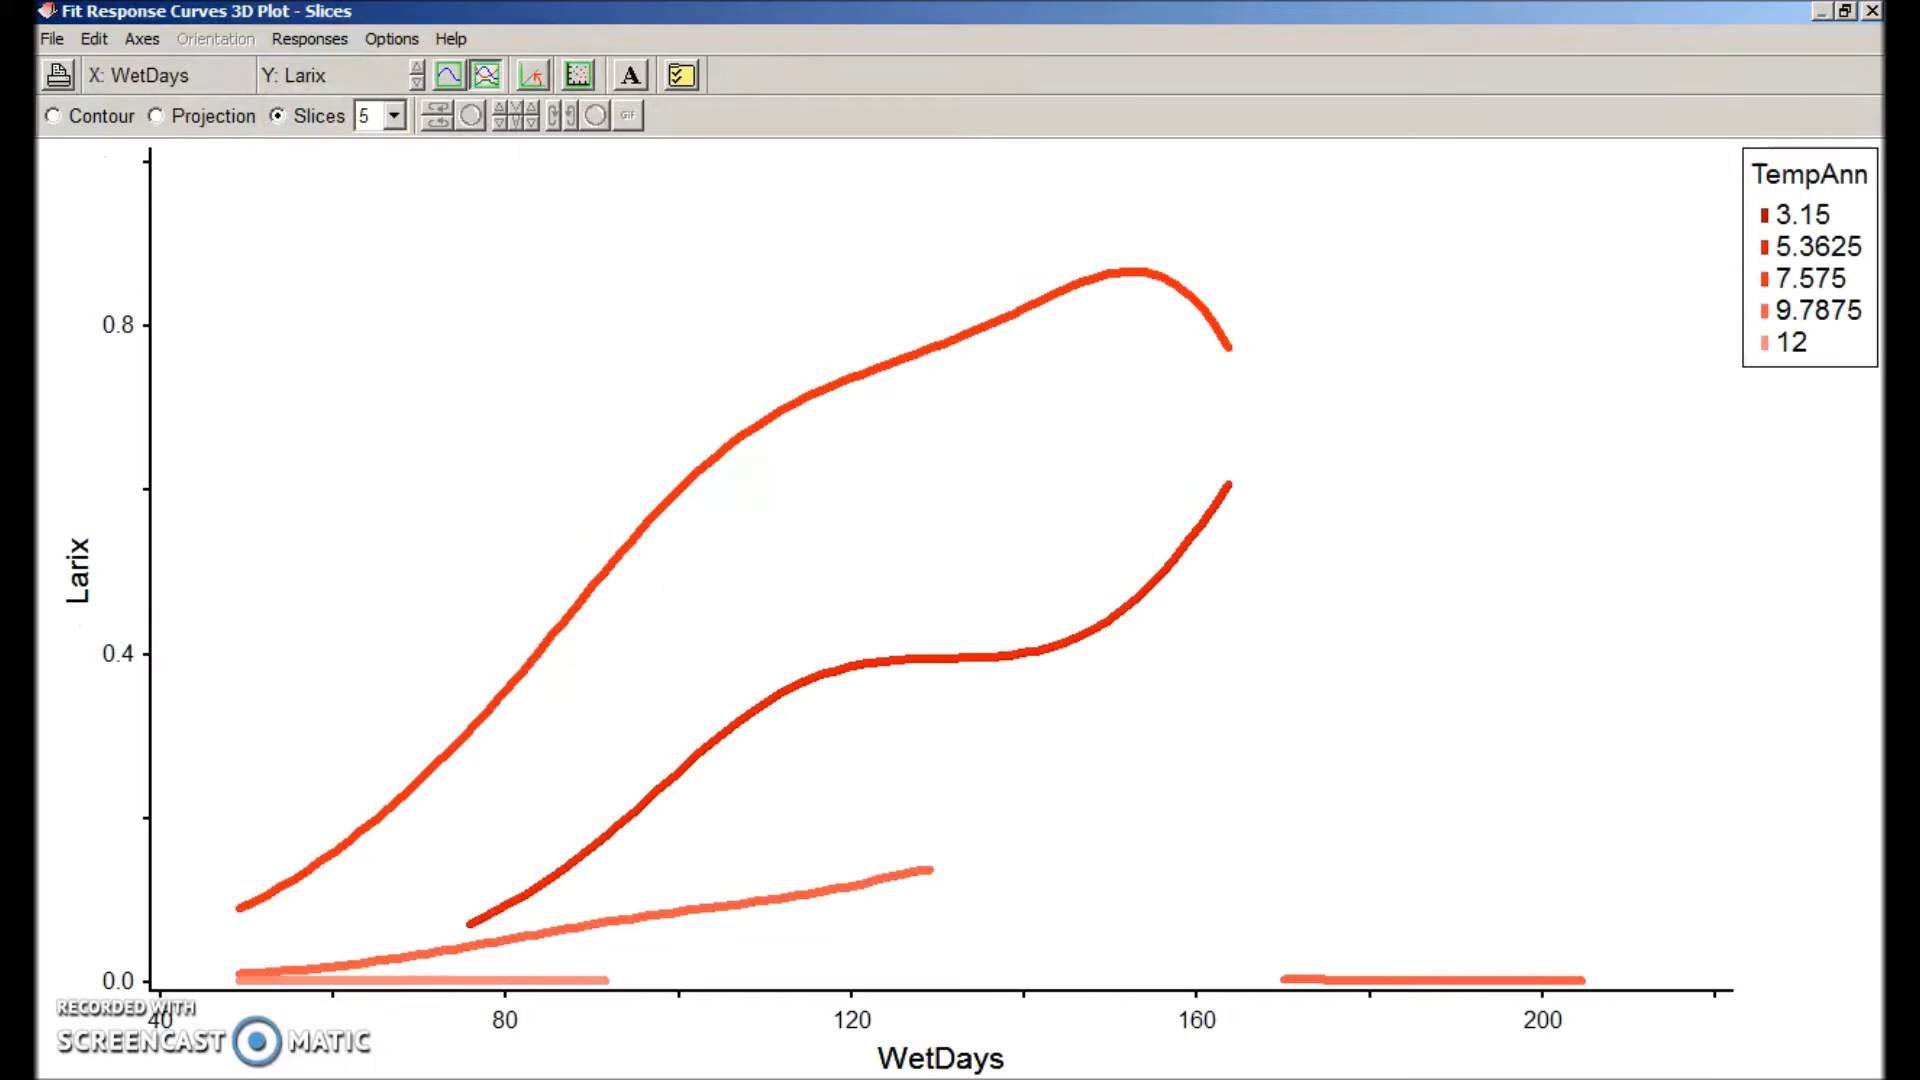 Fit Response Curves 3D Plot - Slices
File Edit Axes Orientation Responses Options Help
X: WetDays Y: Larix A
Contour Projection Slices 5 GIF
TempAnn
3.15
5.3625
7.575
9.7875
12
0.8
0.4
0.0
Larix
40 80 120 160 200
WetDays
RECORDED WITH
SCREENCAST MATIC